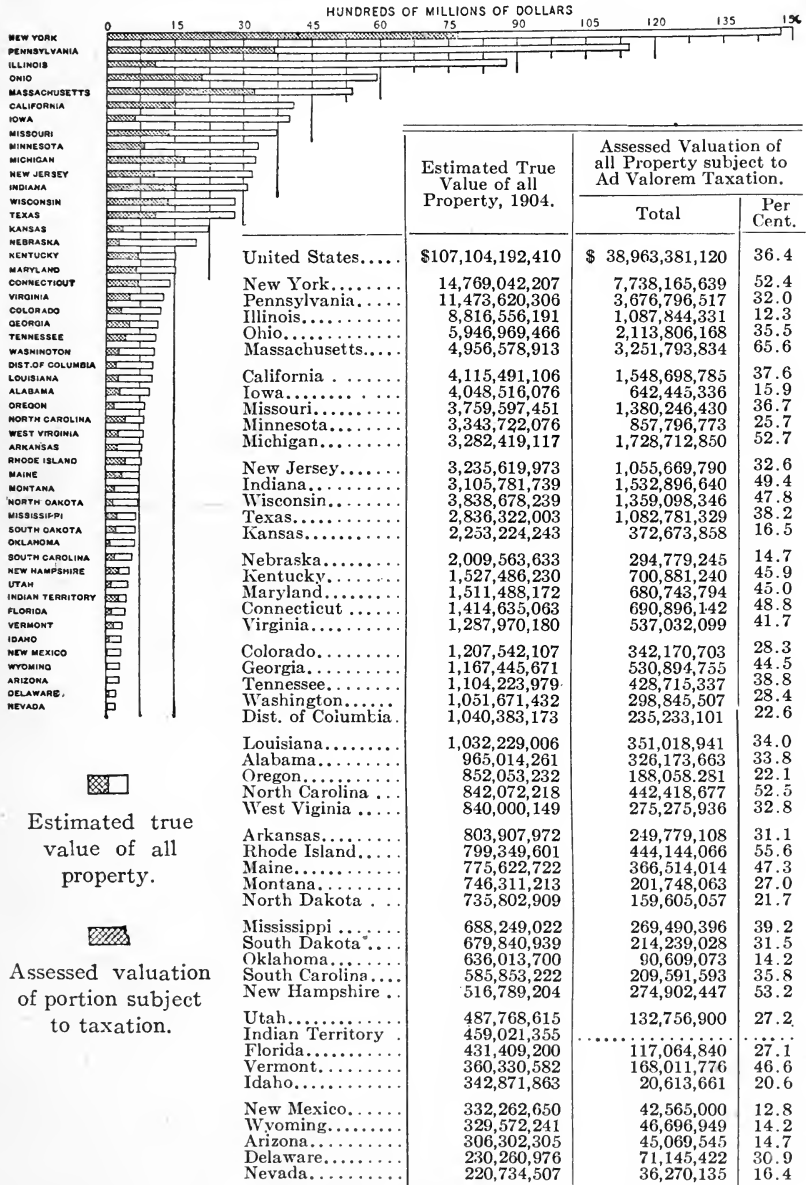 HUNDREDS OF MILLIONS OF DOLLARS
0 15 30 45 60 75 90 105 120 135 150
NEW YORK
PENNSYLVANIA
ILLINOIS
OHIO
MASSACHUSETTS
CALIFORNIA
IOWA
MISSOURI
MINNESOTA
MICHIGAN
NEW JERSEY
INDIANA
WISCONSIN
TEXAS
KANSAS
NEBRASKA
KENTUCKY
MARYLAND
CONNECTICUT
VIRGINIA
COLORADO
GEORGIA
TENNESSEE
WASHINGTON
DIST.OF COLUMBIA
LOUISIANA
ALABAMA
OREGON
NORTH CAROLINA
WEST VIRGINIA
ARKANSAS
RHODE ISLAND
MAINE
MONTANA
NORTH DAKOTA
MISSISSIPPI
SOUTH DAKOTA
OKLAHOMA
SOUTH CAROLINA
NEW HAMPSHIRE
UTAH
INDIAN TERRITORY
FLORIDA
VERMONT
IDAHO
NEW MEXICO
WYOMING
ARIZONA
DELAWARE
NEVADA
Estimated true
value of all
property.
Assessed valuation
of portion subject
to taxation.
Estimated True
Value of all
Property, 1904.
Assessed Valuation of
all Property subject to
Ad Valorem Taxation.
Total
Per
Cent.
United States..... $107,104,192,410 $ 38,963,381,120 36.4
New York........ 14,769,042,207 7,738,165,639 52.4
Pennsylvania..... 11,473,620,306 3,676,796,517 32.0
Illinois........... 8,816,556,191 1,087,844,331 12.3
Ohio............. 5,946,969,466 2,113,806,168 35.5
Massachusetts..... 4,956,578,913 3,251,793,834 65.6
California ....... 4,115,491,106 1,548,698,785 37.6
Iowa............. 4,048,516,076 642,445,336 15.9
Missouri.......... 3,759,597,451 1,380,246,430 36.7
Minnesota........ 3,343,722,076 857,796,773 25.7
Michigan......... 3,282,419,117 1,728,712,850 52.7
New Jersey....... 3,235,619,973 1,055,669,790 32.6
Indiana.......... 3,105,781,739 1,532,896,640 49.4
Wisconsin........ 3,838,678,239 1,359,098,346 47.8
Texas............ 2,836,322,003 1,082,781,329 38.2
Kansas........... 2,253,224,243 372,673,858 16.5
Nebraska......... 2,009,563,633 294,779,245 14.7
Kentucky......... 1,527,486,230 700,881,240 45.9
Maryland......... 1,511,488,172 680,743,794 45.0
Connecticut ...... 1,414,635,063 690,896,142 48.8
Virginia.......... 1,287,970,180 537,032,099 41.7
Colorado......... 1,207,542,107 342,170,703 28.3
Georgia.......... 1,167,445,671 530,894,755 44.5
Tennessee........ 1,104,223,979 428,715,337 38.8
Washington...... 1,051,671,432 298,845,507 28.4
Dist. of Columbia. 1,040,383,173 235,233,101 22.6
Louisiana......... 1,032,229,006 351,018,941 34.0
Alabama......... 965,014,261 326,173,663 33.8
Oregon........... 852,053,232 188,058.281 22.1
North Carolina ... 842,072,218 442,418,677 52.5
West Viginia ..... 840,000,149 275,275,936 32.8
Arkansas......... 803,907,972 249,779,108 31.1
Rhode Island..... 799,349,601 444,144,066 55.6
Maine............ 775,622,722 366,514,014 47.3
Montana......... 746,311,213 201,748,063 27.0
North Dakota ... 735,802,909 159,605,057 21.7
Mississippi ....... 688,249,022 269,490,396 39.2
South Dakota.... 679,840,939 214,239,028 31.5
Oklahoma........ 636,013,700 90,609,073 14.2
South Carolina.... 585,853,222 209,591,593 35.8
New Hampshire .. 516,789,204 274,902,447 53.2
Utah............. 487,768,615 132,756,900 27.2
Indian Territory . 459,021,355 ....................
Florida........... 431,409,200 117,064,840 27.1
Vermont......... 360,330,582 168,011,776 46.6
Idaho............ 342,871,863 20,613,661 20.6
New Mexico...... 332,262,650 42,565,000 12.8
Wyoming......... 329,572,241 46,696,949 14.2
Arizona.......... 306,302,305 45,069,545 14.7
Delaware......... 230,260,976 71,145,422 30.9
Nevada.......... 220,734,507 36,270,135 16.4